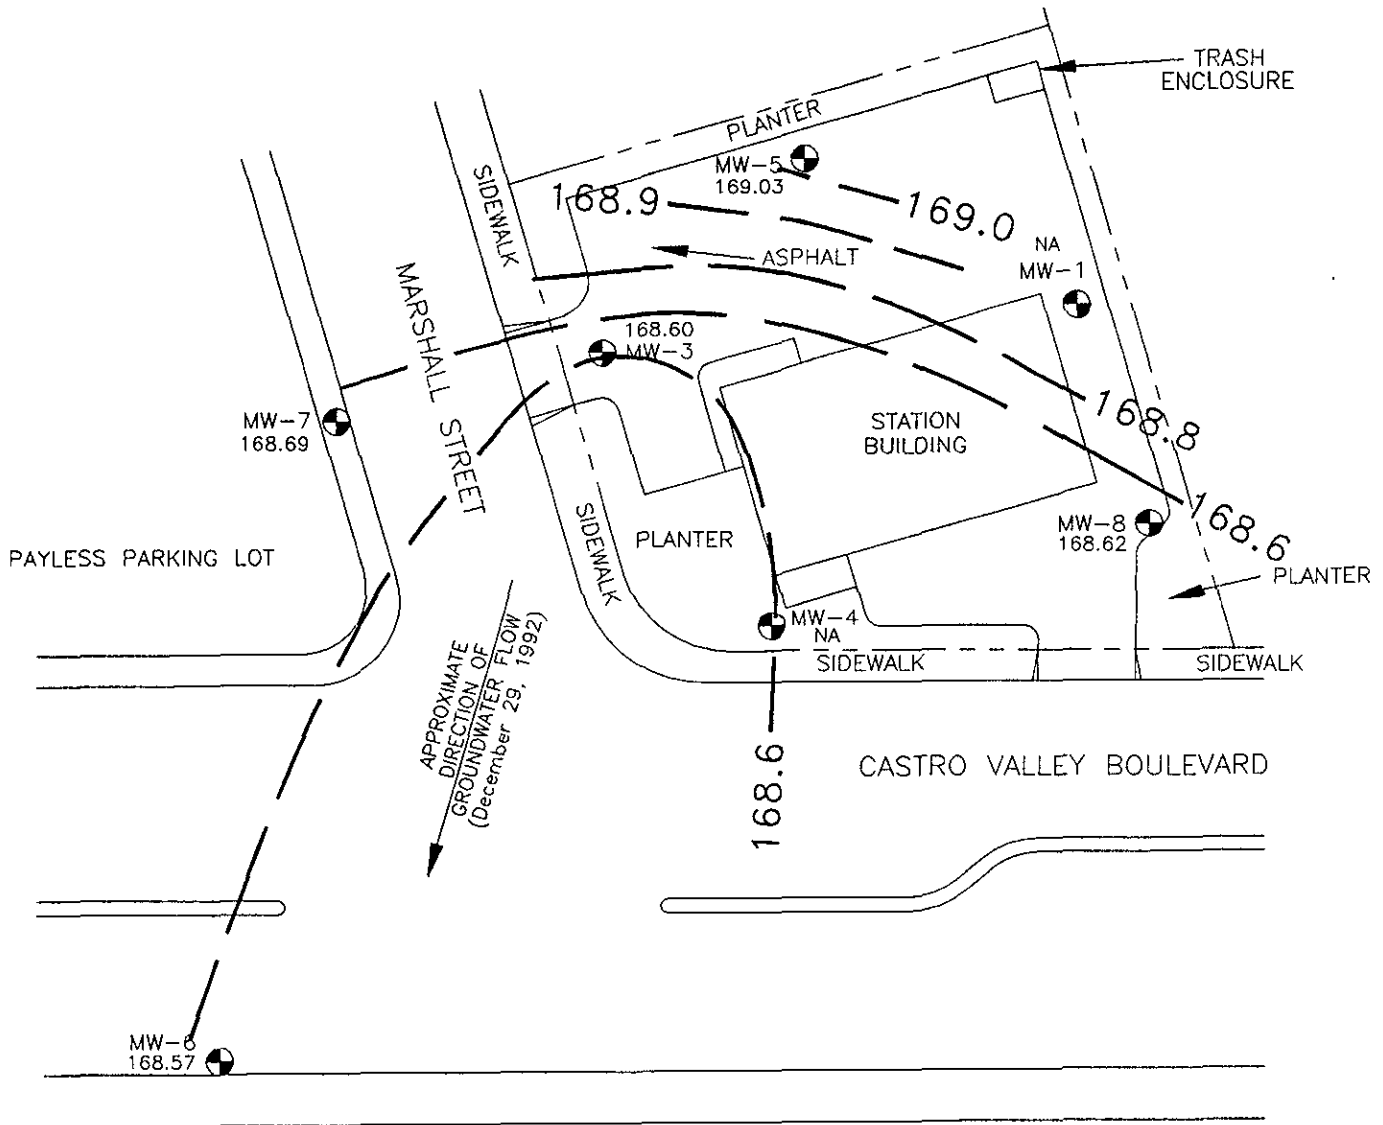 TRASH
ENCLOSURE
PLANTER
MW-5
169.03
SIDEWALK
168.9
169.0
NA
MW-1
ASPHALT
MARSHALL STREET
168.60
MW-3
MW-7
168.69
STATION
BUILDING
168.8
MW-8
168.62
168.6
PAYLESS PARKING LOT
SIDEWALK
PLANTER
PLANTER
MW-4
NA
SIDEWALK
SIDEWALK
APPROXIMATE
DIRECTION OF
GROUNDWATER FLOW
(December 29, 1992)
168.6
CASTRO VALLEY BOULEVARD
MW-6
168.57